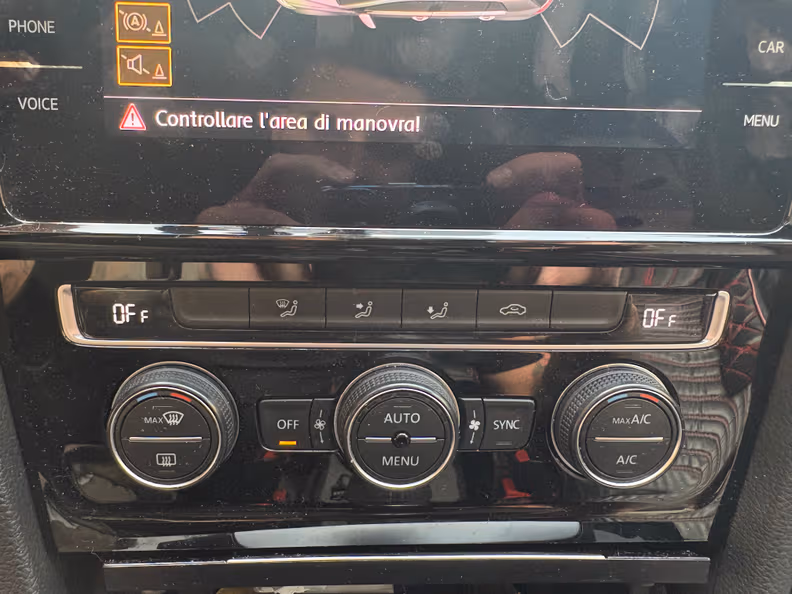 PHONE
CAR
VOICE
MENU
Controllare l'area di manovra!
OFF
OFF
MAX
MAX A/C
OFF
AUTO
SYNC
MENU
A/C